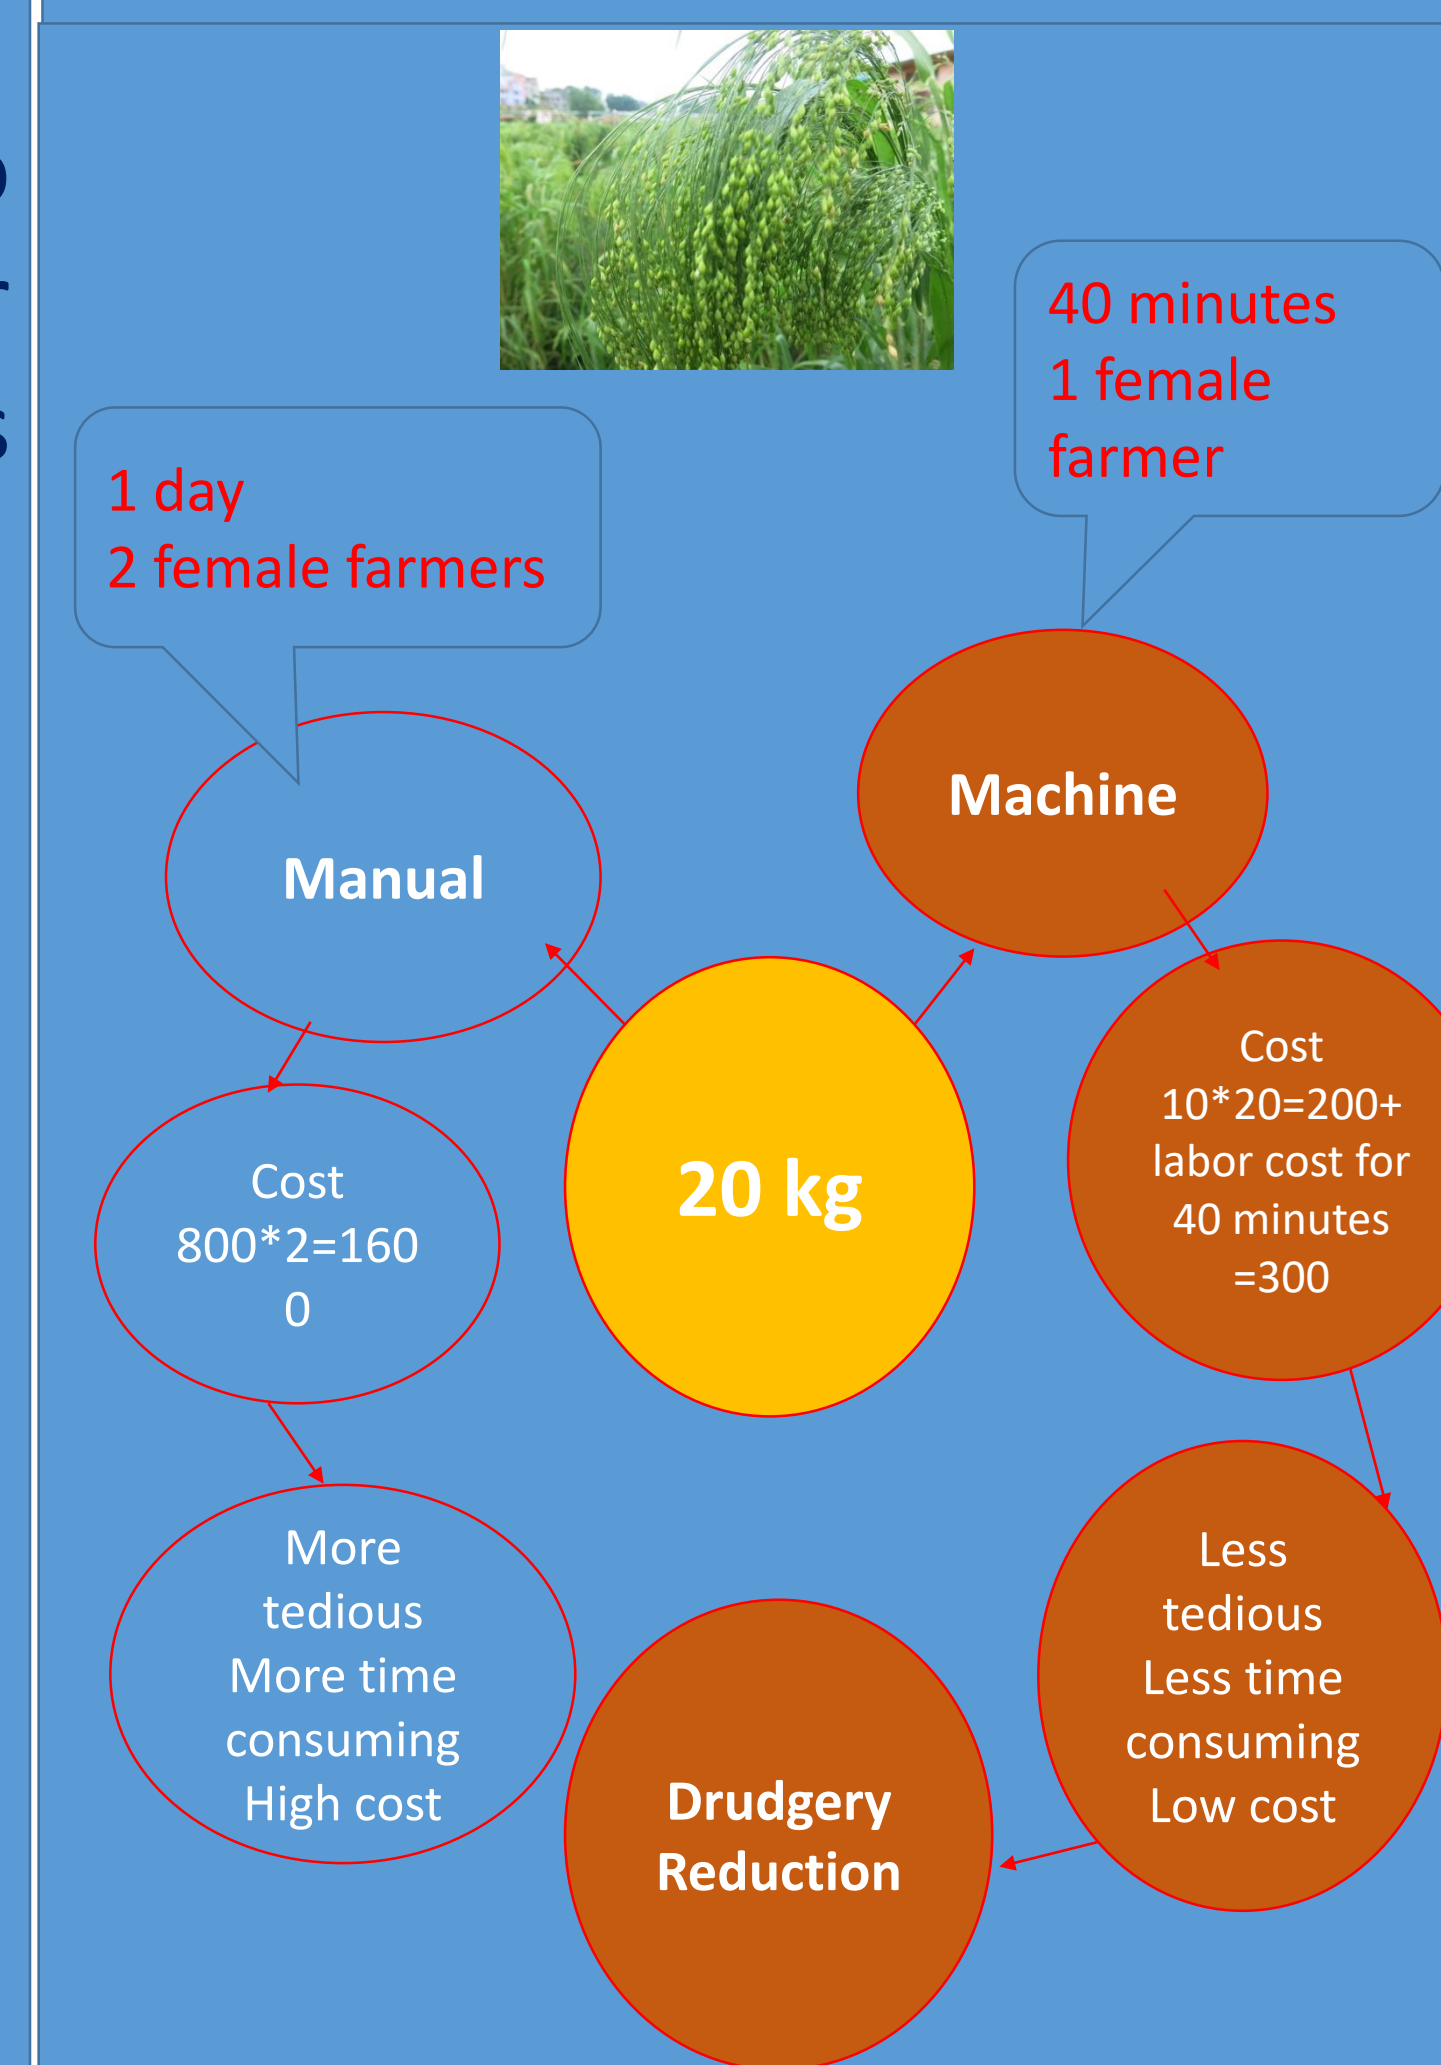 40 minutes
1 female
farmer
1 day
2 female farmers
Machine
Manual
Cost
10*20=200+
labor cost for
40 minutes
=300
20 kg
Cost
800*2=160
0
More
tedious
More time
consuming
High cost
Less
tedious
Less time
consuming
Low cost
Drudgery
Reduction